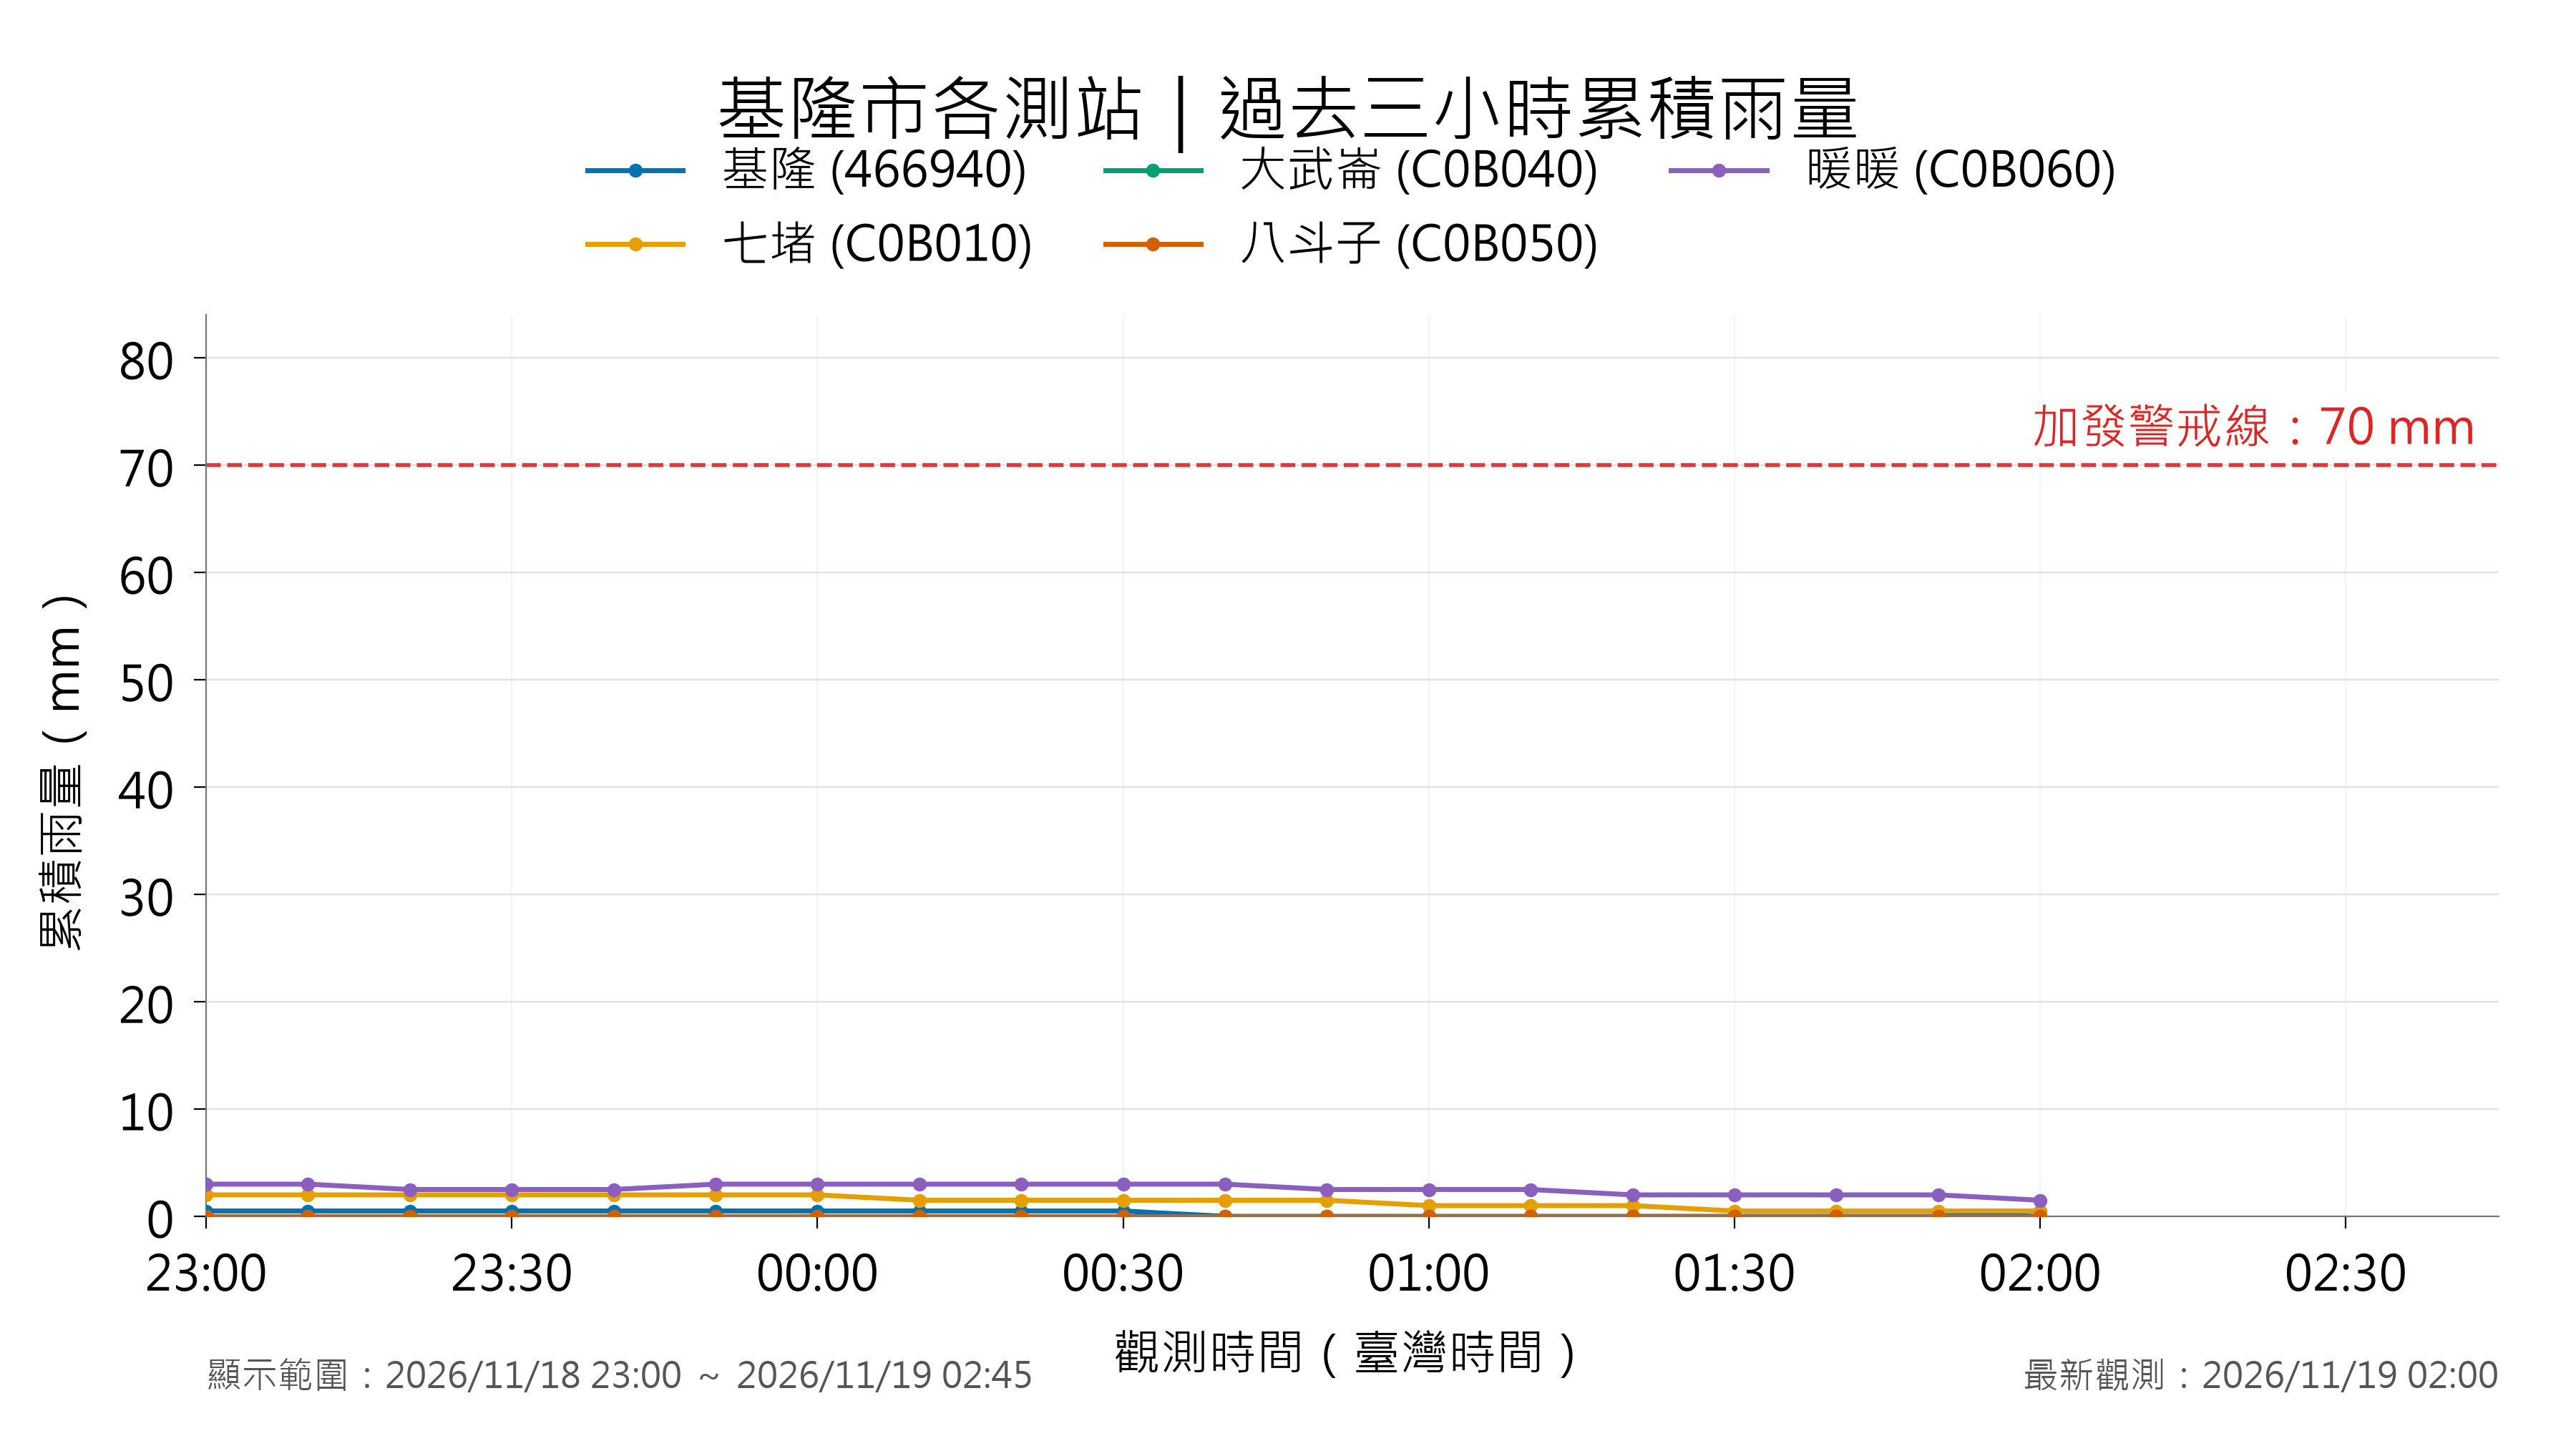 基隆市各測站｜過去三小時累積雨量
基隆 (466940)
七堵 (C0B010)
大武崙 (C0B040)
八斗子 (C0B050)
暖暖 (C0B060)
加發警戒線：70 mm
累積雨量（mm）
80
70
60
50
40
30
20
10
0
23:00
23:30
00:00
00:30
01:00
01:30
02:00
02:30
觀測時間（臺灣時間）
顯示範圍：2026/11/18 23:00 ~ 2026/11/19 02:45
最新觀測：2026/11/19 02:00